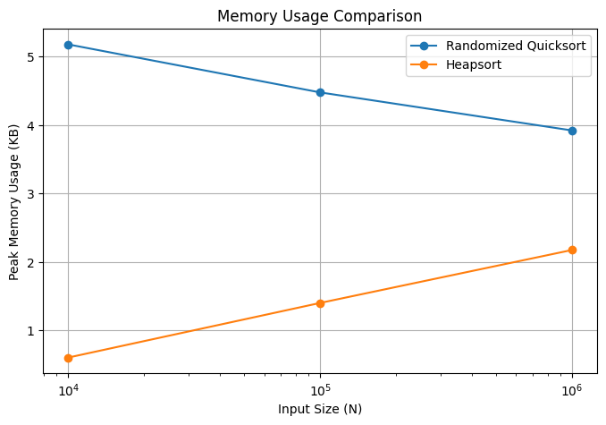 Memory Usage Comparison
Randomized Quicksort
Heapsort
Peak Memory Usage (KB)
5
4
3
2
1
10⁴
10⁵
10⁶
Input Size (N)